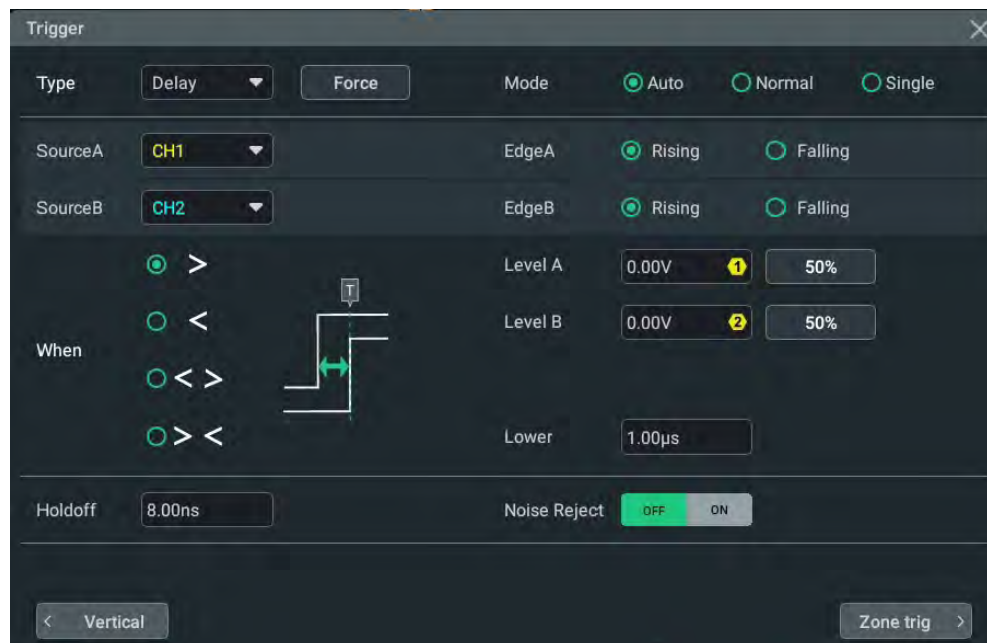 Trigger
Type Delay Force Mode Auto Normal Single
SourceA CH1 EdgeA Rising Falling
SourceB CH2 EdgeB Rising Falling
> Level A 0.00V 1 50%
T
< Level B 0.00V 2 50%
When
< >
> < Lower 1.00µs
Holdoff 8.00ns Noise Reject OFF ON
< Vertical Zone trig >